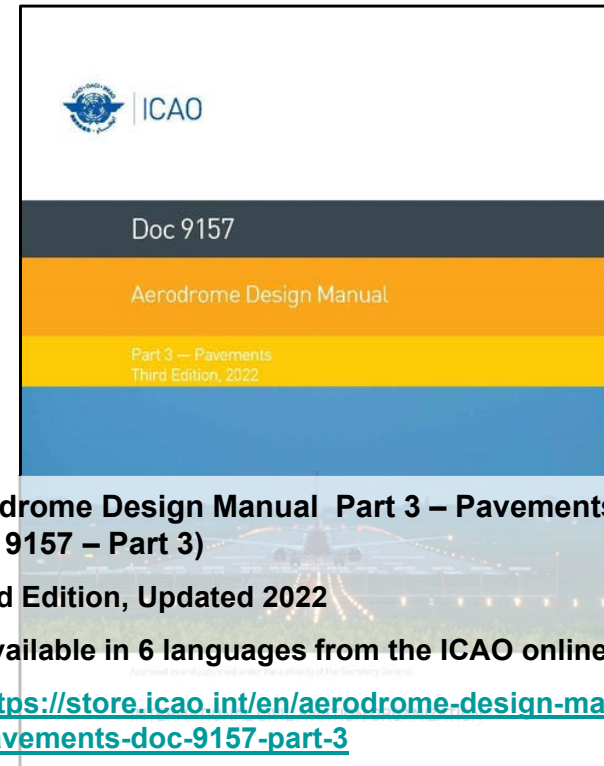 ICAO
Doc 9157
Aerodrome Design Manual
Part 3 — Pavements
Third Edition, 2022
drome Design Manual Part 3 – Pavements
9157 – Part 3)
d Edition, Updated 2022
vailable in 6 languages from the ICAO online
tps://store.icao.int/en/aerodrome-design-ma
avements-doc-9157-part-3